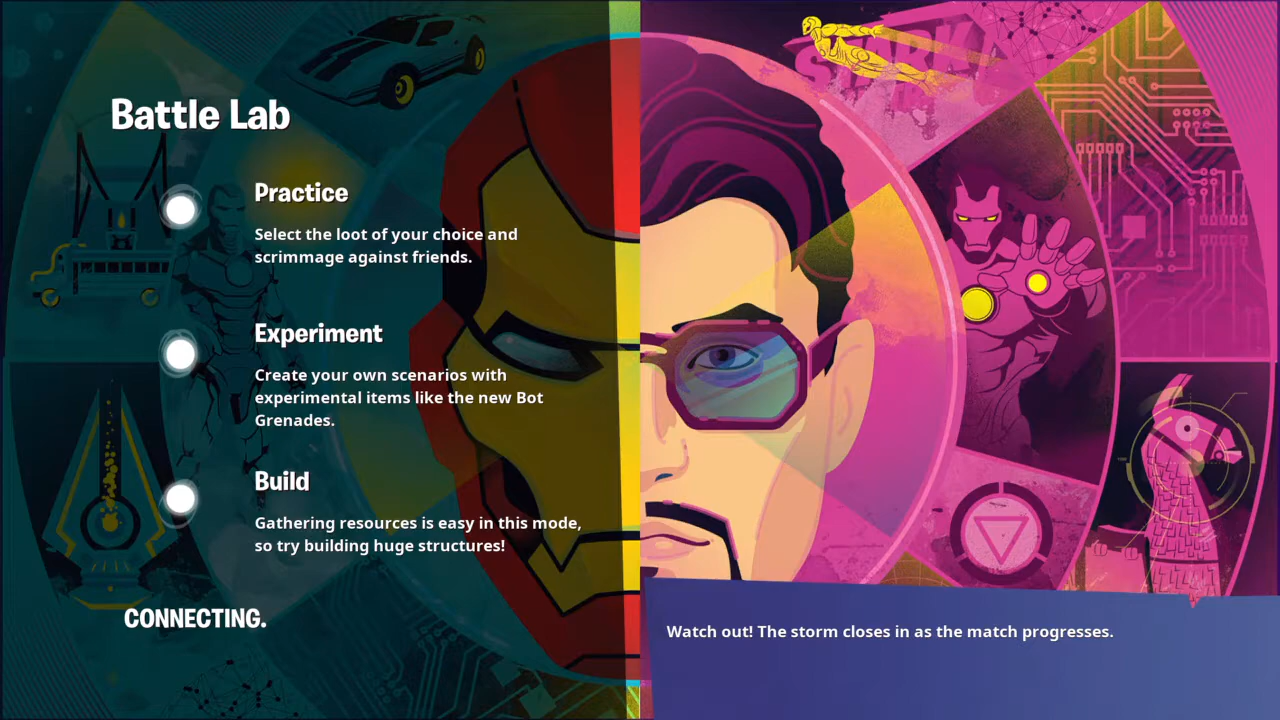 STARK
Battle Lab
Practice
Select the loot of your choice and
scrimmage against friends.
Experiment
Create your own scenarios with
experimental items like the new Bot
Grenades.
Build
Gathering resources is easy in this mode,
so try building huge structures!
CONNECTING.
Watch out! The storm closes in as the match progresses.